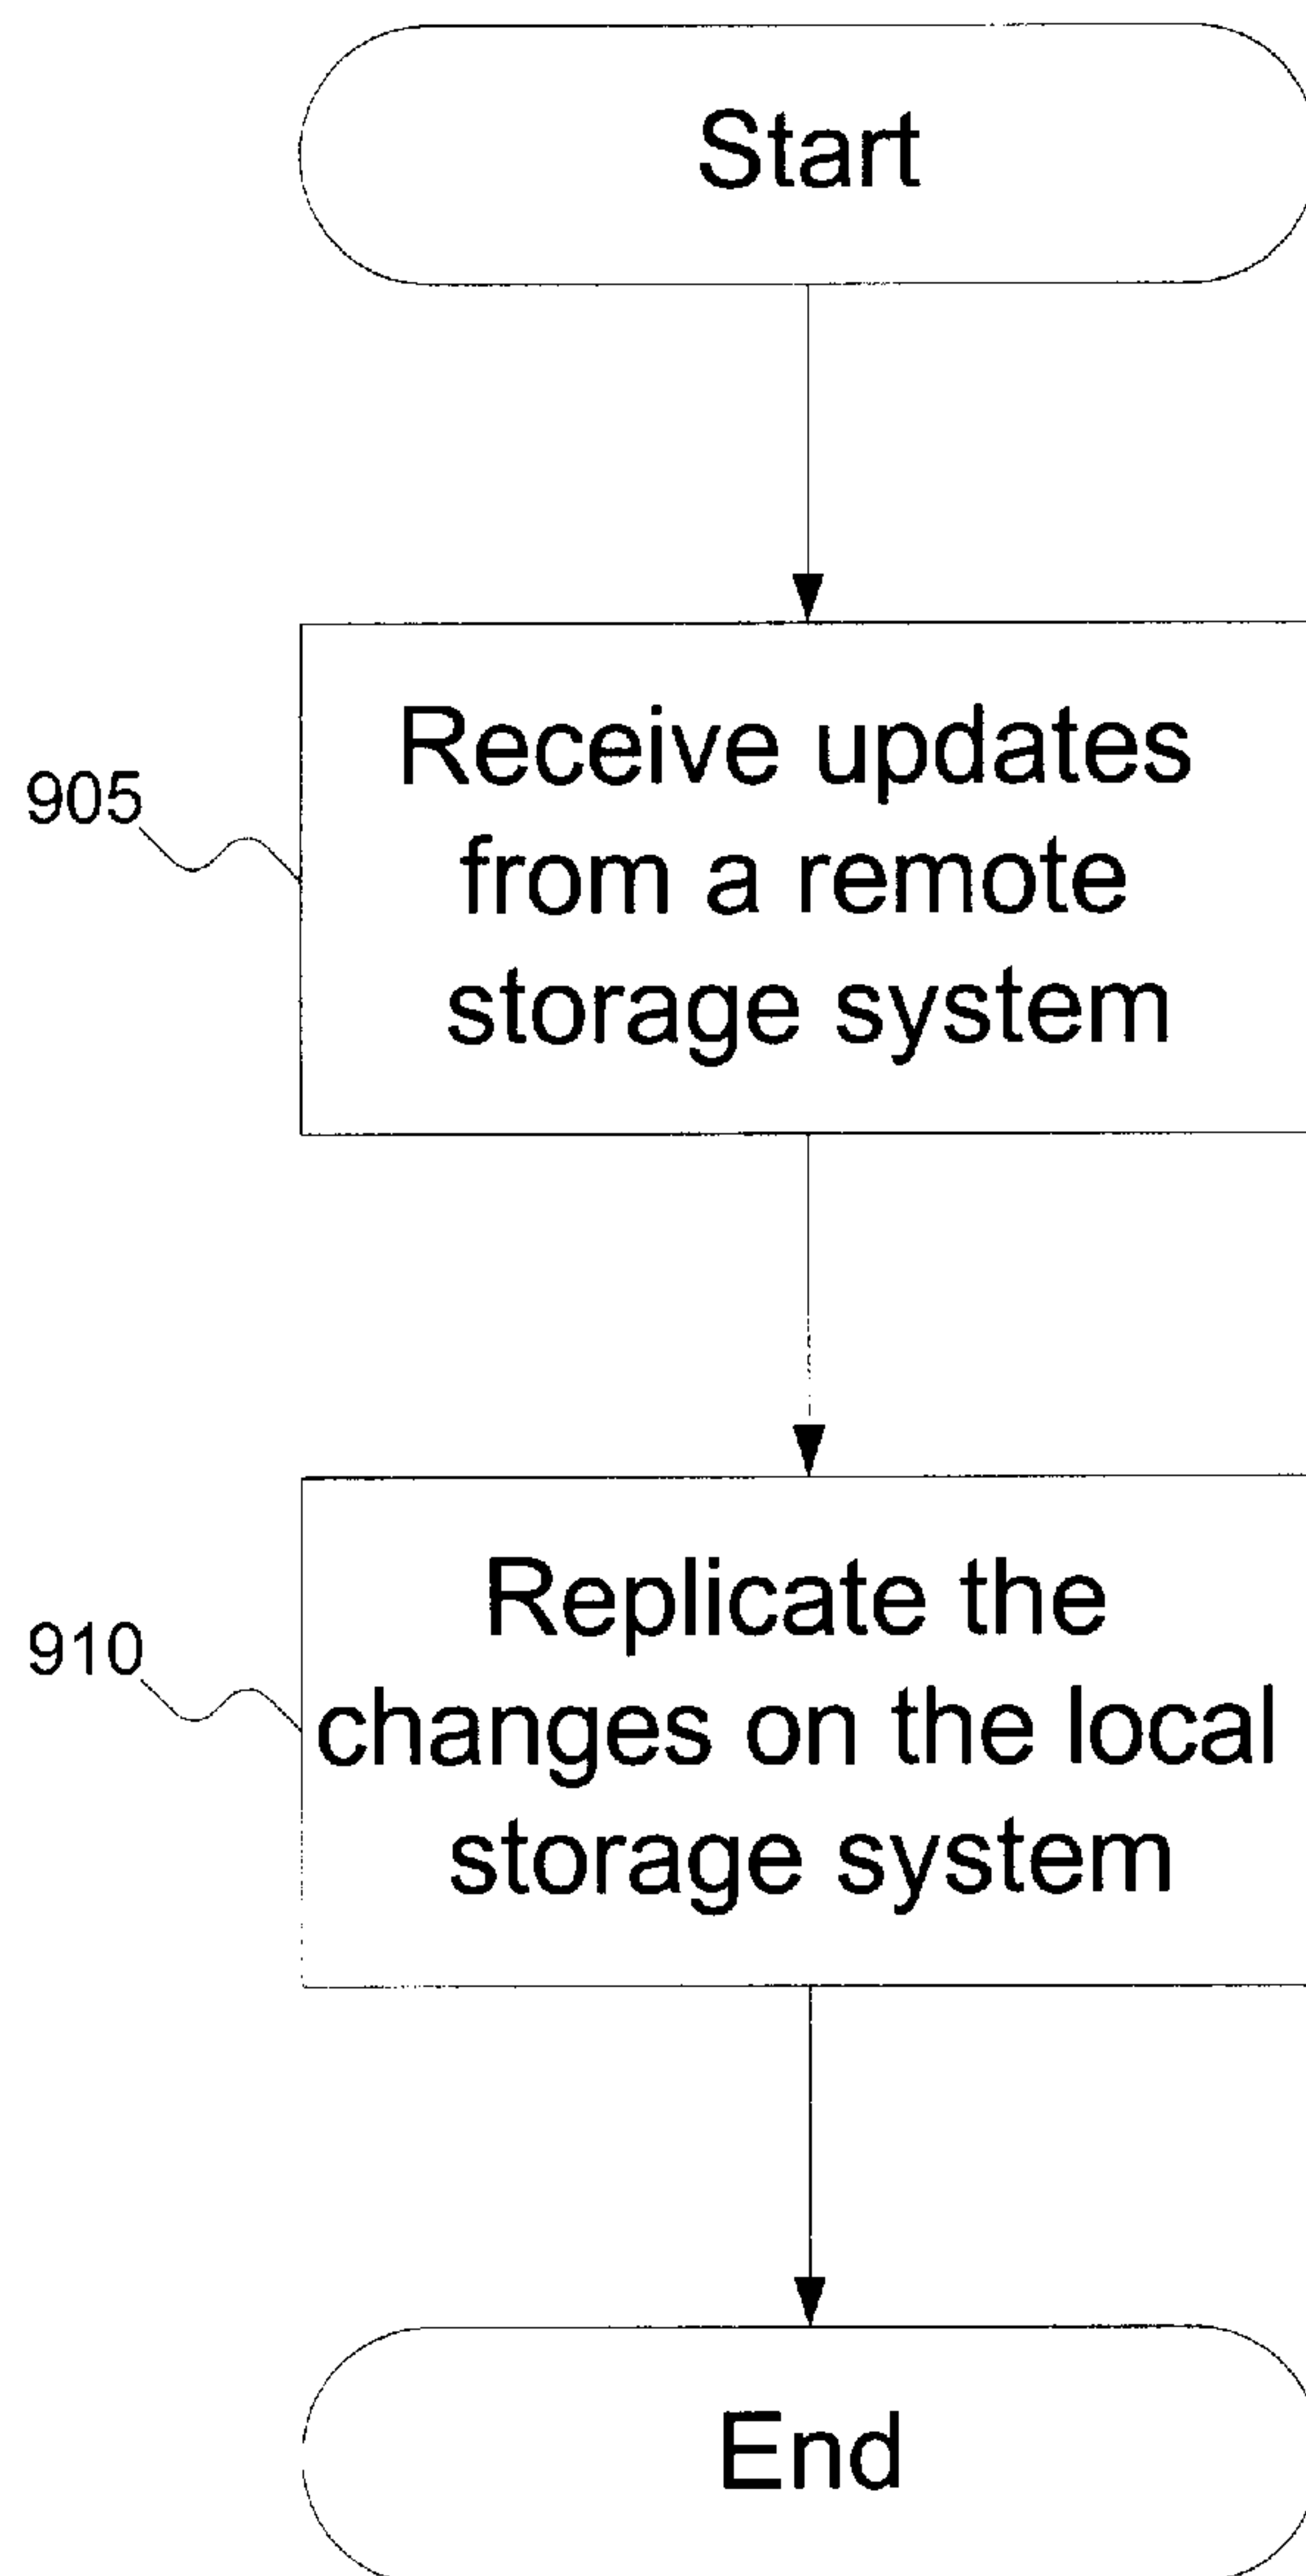 Start
905
Receive updates
from a remote
storage system
910
Replicate the
changes on the local
storage system
End